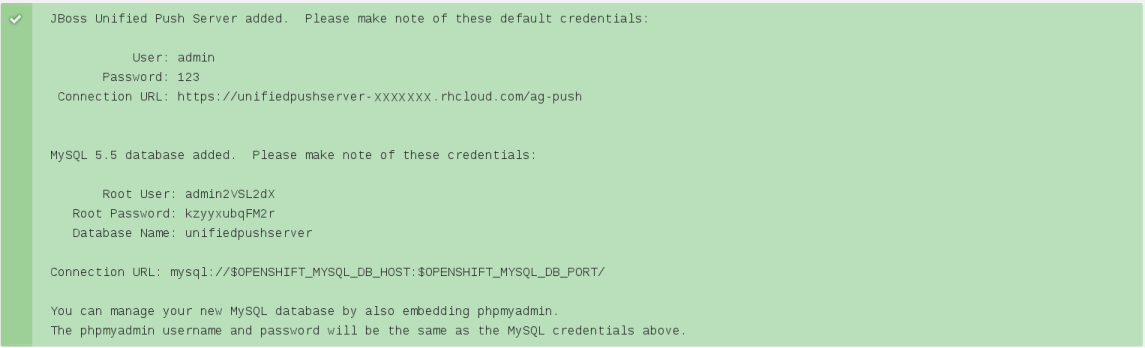 JBoss Unified Push Server added.  Please make note of these default credentials:
User: admin
Password: 123
Connection URL: https://unifiedpushserver-XXXXXXX.rhcloud.com/ag-push
MySQL 5.5 database added.  Please make note of these credentials:
Root User: admin2VSL2dX
Root Password: kzyyxubqFM2r
Database Name: unifiedpushserver
Connection URL: mysql://$OPENSHIFT_MYSQL_DB_HOST:$OPENSHIFT_MYSQL_DB_PORT/
You can manage your new MySQL database by also embedding phpmyadmin.
The phpmyadmin username and password will be the same as the MySQL credentials above.